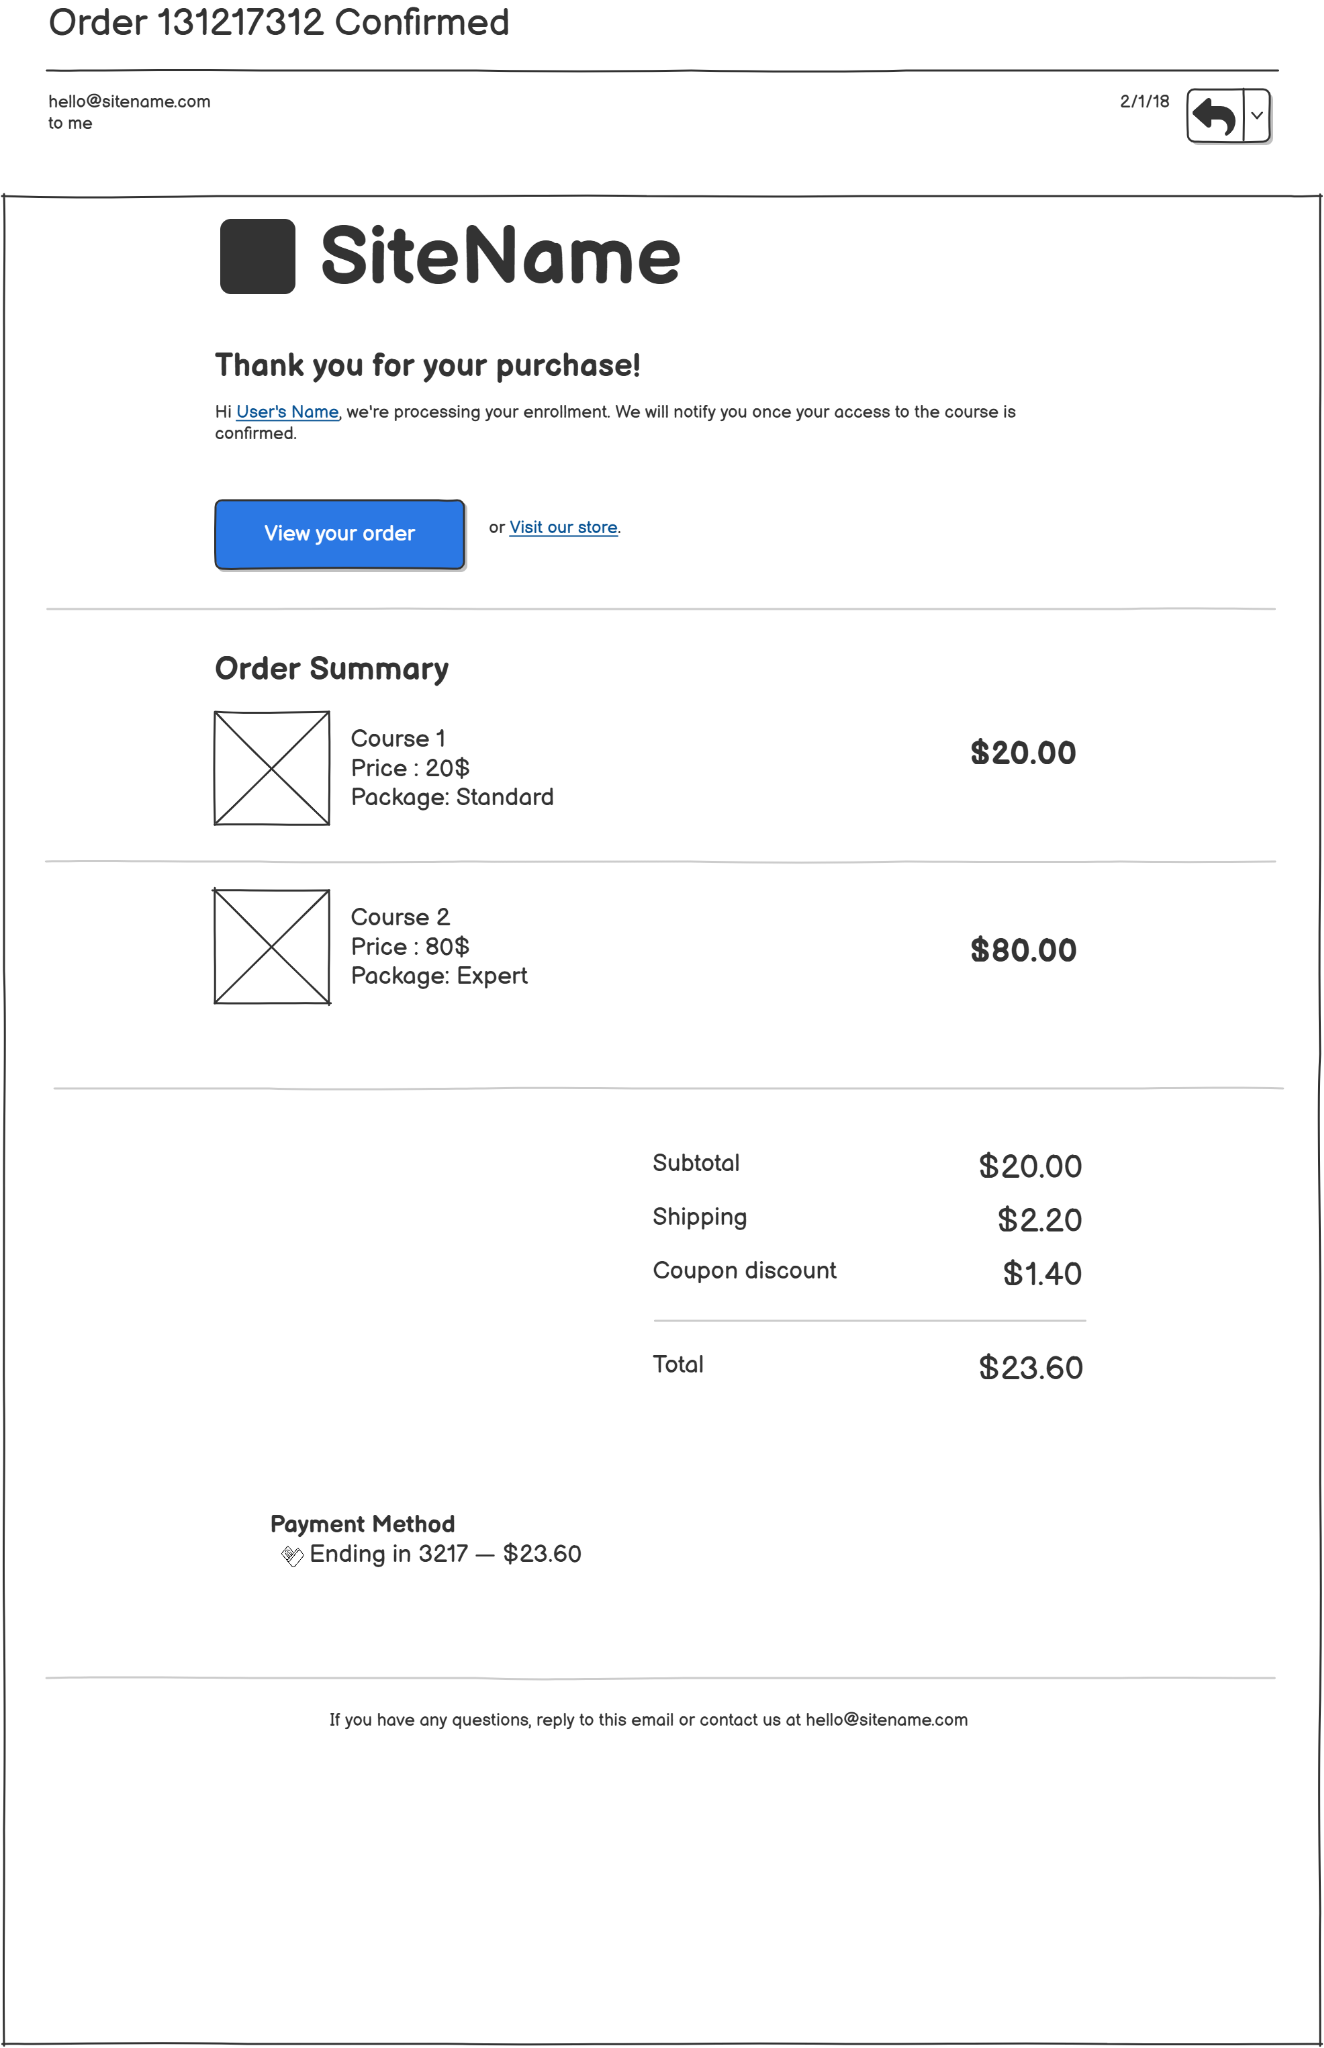 Order 131217312 Confirmed
hello@sitename.com
to me
2/1/18
SiteName
Thank you for your purchase!
Hi User's Name, we're processing your enrollment. We will notify you once your access to the course is
confirmed.
View your order
or Visit our store.
Order Summary
Course 1
Price : 20$
Package: Standard
$20.00
Course 2
Price : 80$
Package: Expert
$80.00
Subtotal $20.00
Shipping $2.20
Coupon discount $1.40
Total $23.60
Payment Method
Ending in 3217 — $23.60
If you have any questions, reply to this email or contact us at hello@sitename.com